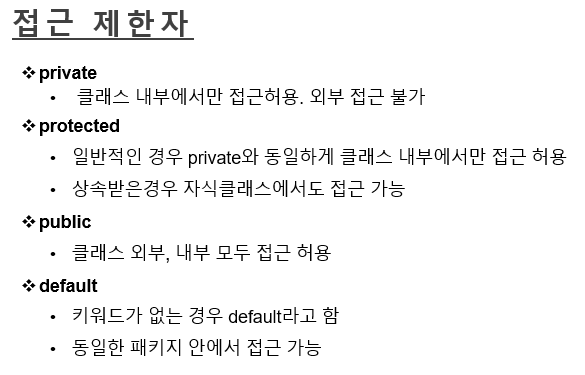 접근 제한자
❖private
• 클래스 내부에서만 접근허용. 외부 접근 불가
❖protected
• 일반적인 경우 private와 동일하게 클래스 내부에서만 접근 허용
• 상속받은경우 자식클래스에서도 접근 가능
❖public
• 클래스 외부, 내부 모두 접근 허용
❖default
• 키워드가 없는 경우 default라고 함
• 동일한 패키지 안에서 접근 가능